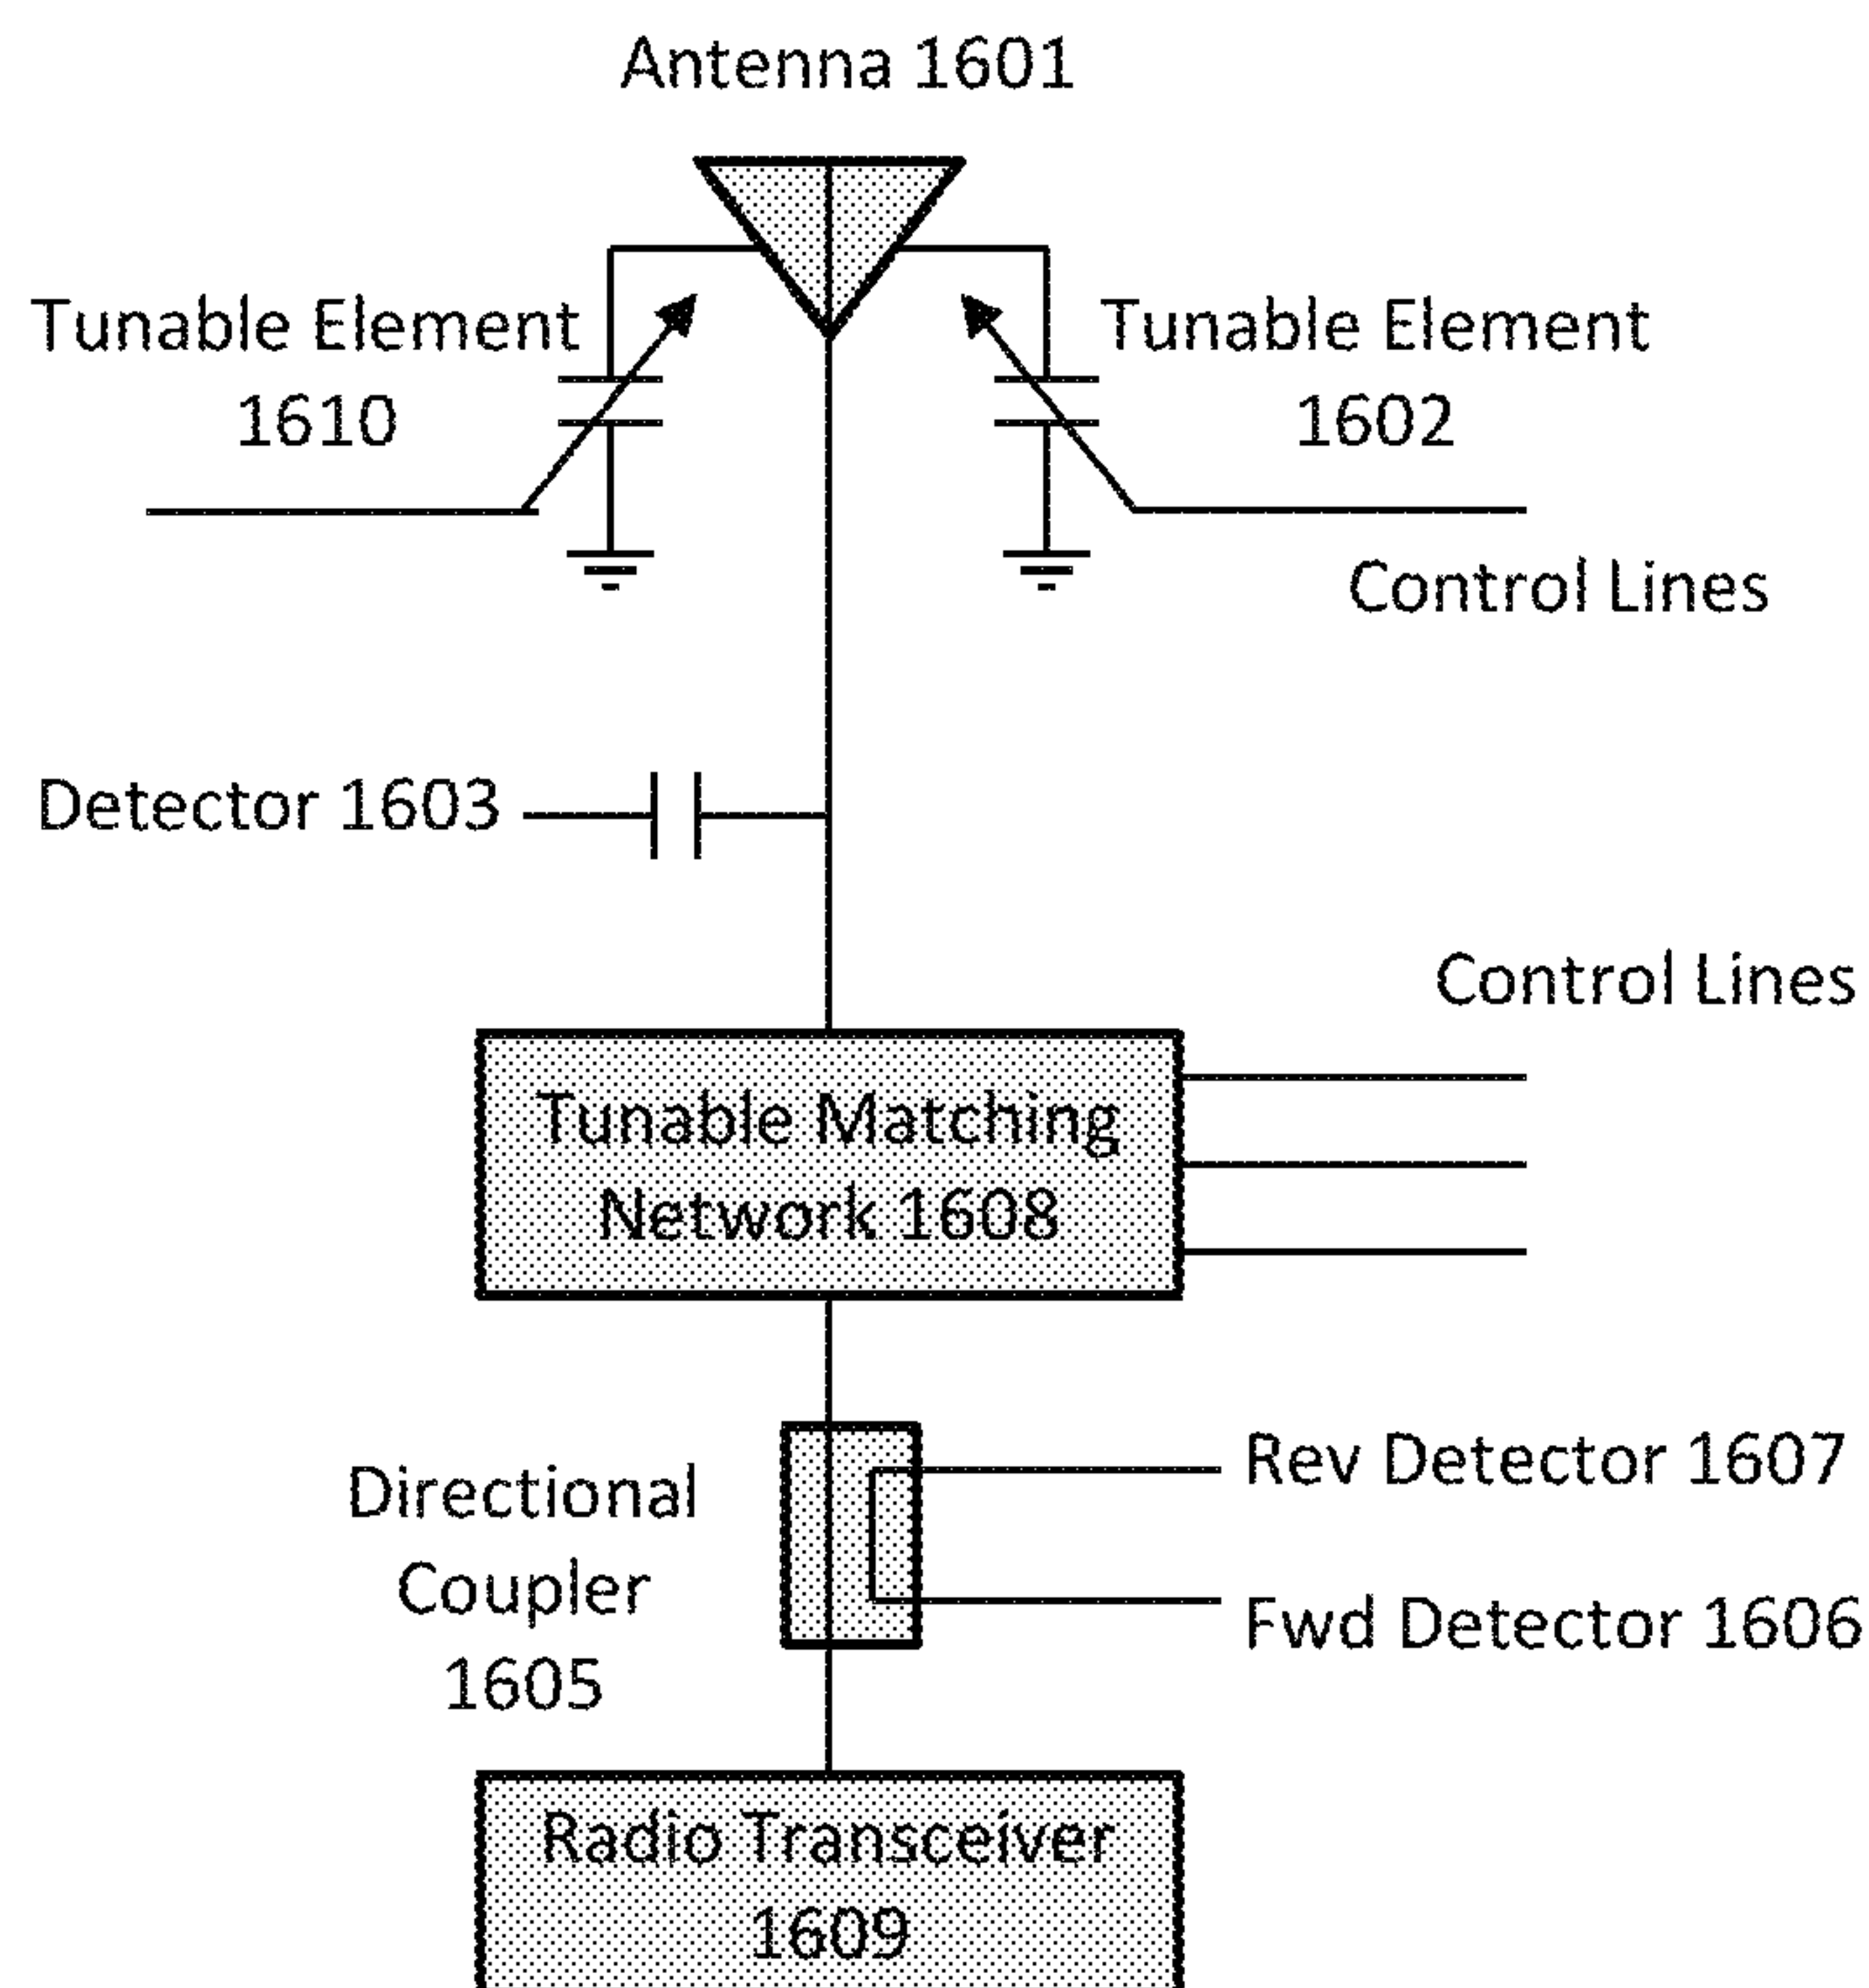 Antenna 1601
Tunable Element
1610
Tunable Element
1602
Control Lines
Detector 1603
Control Lines
Tunable Matching
Network 1608
Directional
Coupler
1605
Rev Detector 1607
Fwd Detector 1606
Radio Transceiver
1609